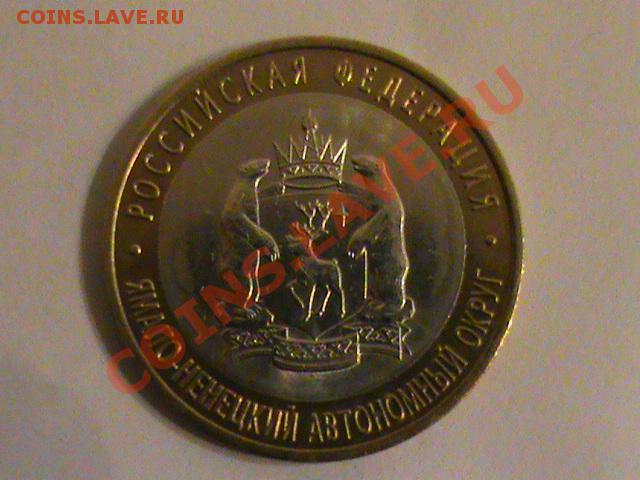 COINS.LAVE.RU
РОССИЙСКАЯ ФЕДЕРАЦИЯ
ЯМАЛО-НЕНЕЦКИЙ АВТОНОМНЫЙ ОКРУГ
COINS.LAVE.RU